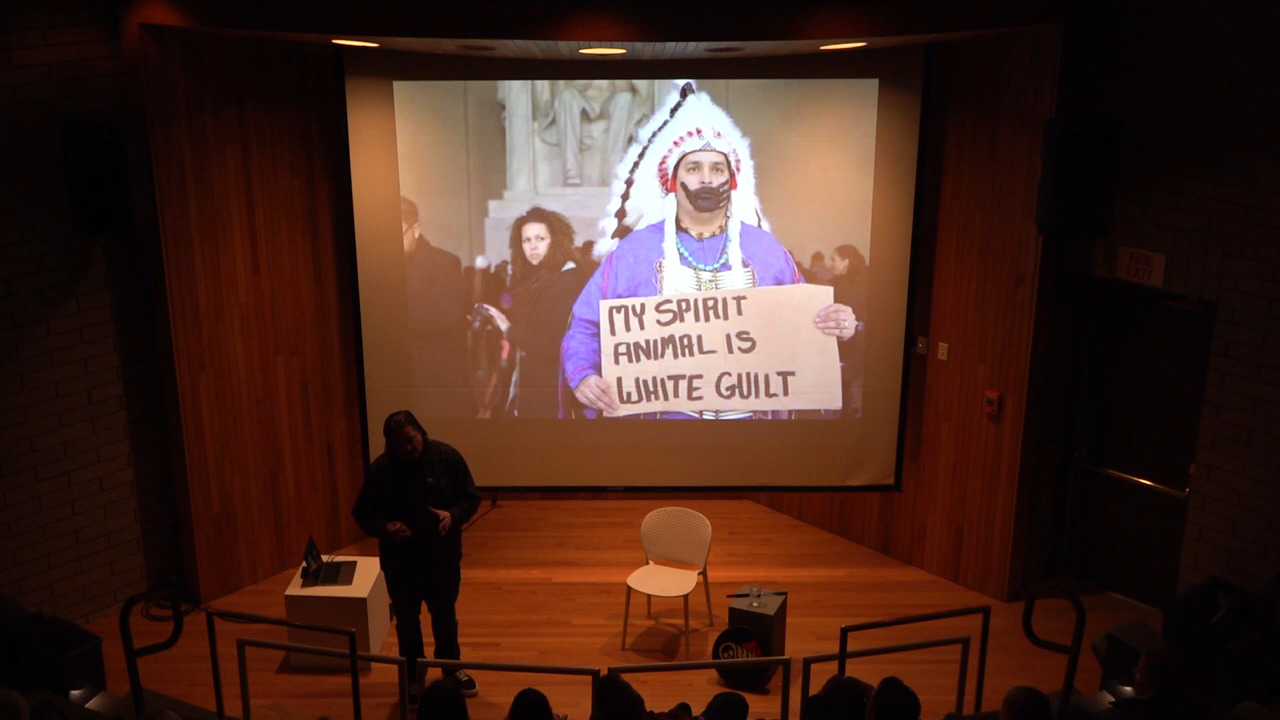 MY SPIRIT
ANIMAL IS
WHITE GUILT
FIRE
EXIT